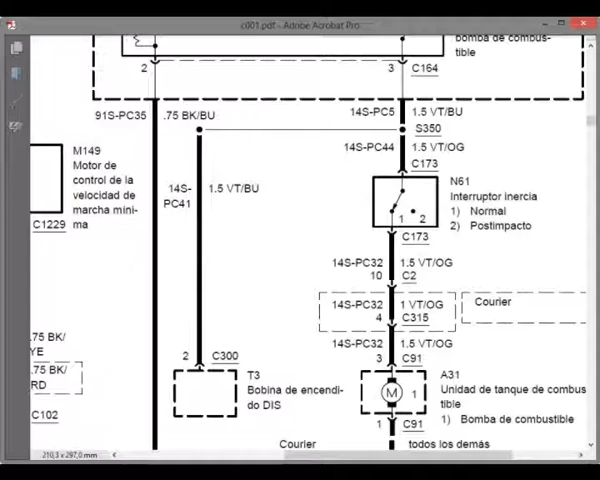 c001.pdf - Adobe Acrobat Pro
bomba de combus-
tible
2
3
C164
91S-PC35
.75 BK/BU
14S-PC5
1.5 VT/BU
S350
14S-PC44
1.5 VT/OG
C173
M149
Motor de
control de la
velocidad de
marcha míni-
ma
C1229
14S-
PC41
1.5 VT/BU
N61
Interruptor inercia
1) Normal
2) Postimpacto
1
2
C173
14S-PC32
1.5 VT/OG
10
C2
14S-PC32
1 VT/OG
4
C315
Courier
14S-PC32
1.5 VT/OG
3
C91
.75 BK/
YE
.75 BK/
RD
C102
2
C300
T3
Bobina de encendi-
do DIS
M
1
A31
Unidad de tanque de combus
tible
1) Bomba de combustible
1
C91
Courier
todos los demás
210,3 x 297,0 mm